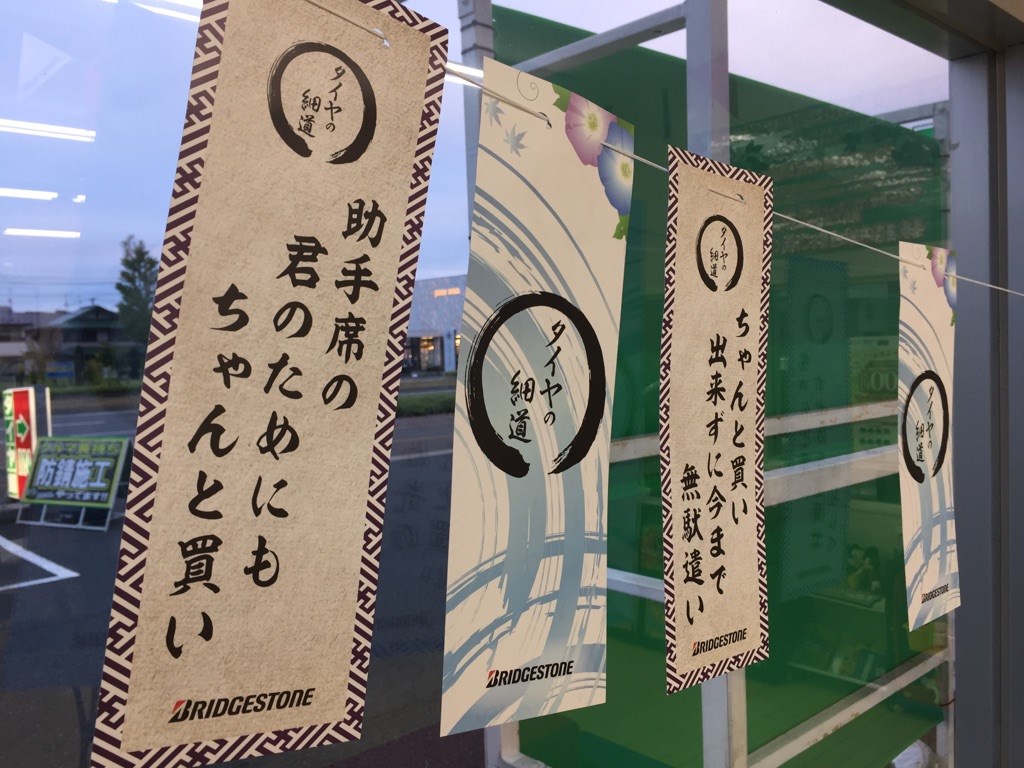 タイヤの
細道
助手席の
君のためにも
ちゃんと買い
BRIDGESTONE
タイヤの
細道
BRIDGESTONE
タイヤの
細道
ちゃんと買い
出来ずに今まで
無駄遣い
BRIDGESTONE
タイヤの
細道
BRIDGESTONE
防錆施工